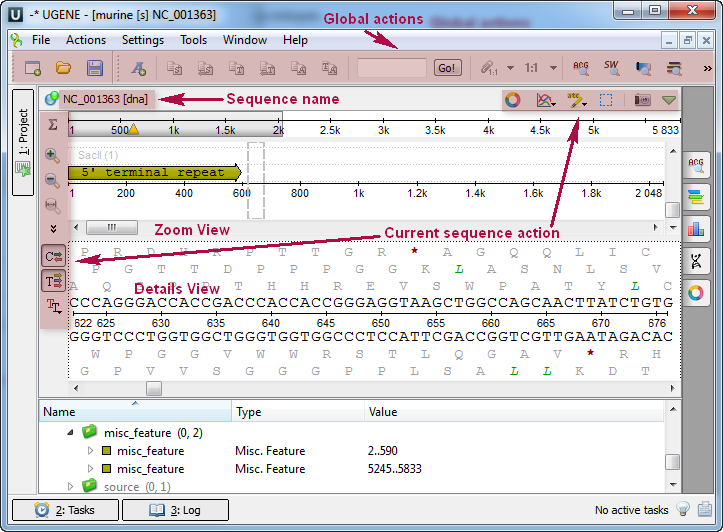 -* UGENE - [murine [s] NC_001363]
Global actions
File Actions Settings Tools Window Help
Go! 1:1 1:1 ACG SW
1: Project
NC_001363 [dna]
Sequence name
1 500 1k 1.5k 2k 2.5k 3k 3.5k 4k 4.5k 5k 5 833
SacII (1)
5' terminal repeat
1 200 400 600 800 1k 1.2k 1.4k 1.6k 1.8k 2 048
Zoom View
Current sequence action
P R D H R P T T G R * A G Q Q L I C
P G T T D P P P G G K L A S N L S V
A Q G P P T H H R E V S W P A T Y L C
Details View
CCCAGGGACCACCGACCCACCACCGGGAGGTAAGCTGGCCAGCAACTTATCTGTG
622 625 630 635 640 645 650 655 660 665 670 676
GGGTCCCTGGTGGCTGGGTGGTGGCCCTCCATTCGACCGGTCGTTGAATAGACAC
W P G G V W W R S T L Q G A V * R H
G P V V S G G G P P L S A L L K D T
Name Type Value
misc_feature (0, 2)
misc_feature Misc. Feature 2..590
misc_feature Misc. Feature 5245..5833
source (0, 1)
2: Tasks 3: Log No active tasks